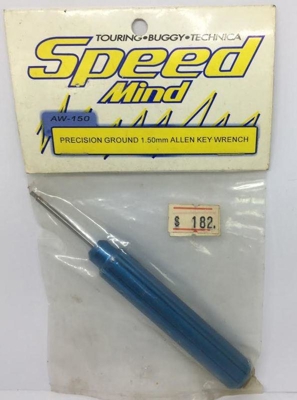 TOURING•BUGGY•TECHNICA
Speed
Mind
AW-150
PRECISION GROUND 1.50mm ALLEN KEY WRENCH
$ 182.